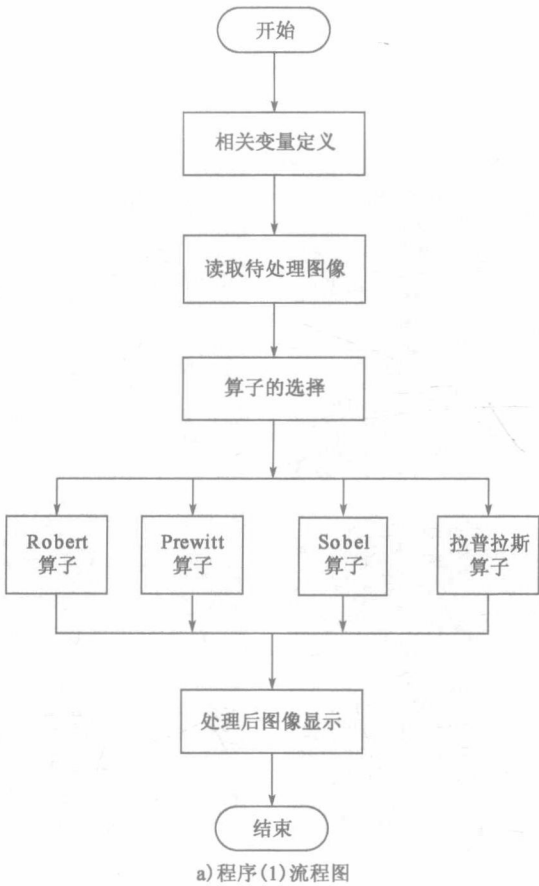 开始
相关变量定义
读取待处理图像
算子的选择
Robert
算子
Prewitt
算子
Sobel
算子
拉普拉斯
算子
处理后图像显示
结束
a)程序(1)流程图